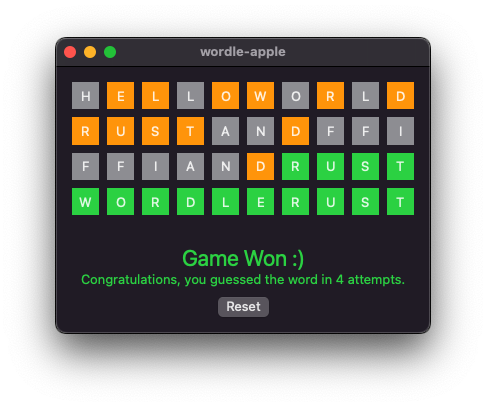 wordle-apple
H E L L O W O R L D
R U S T A N D F F I
F F I A N D R U S T
W O R D L E R U S T
Game Won :)
Congratulations, you guessed the word in 4 attempts.
Reset